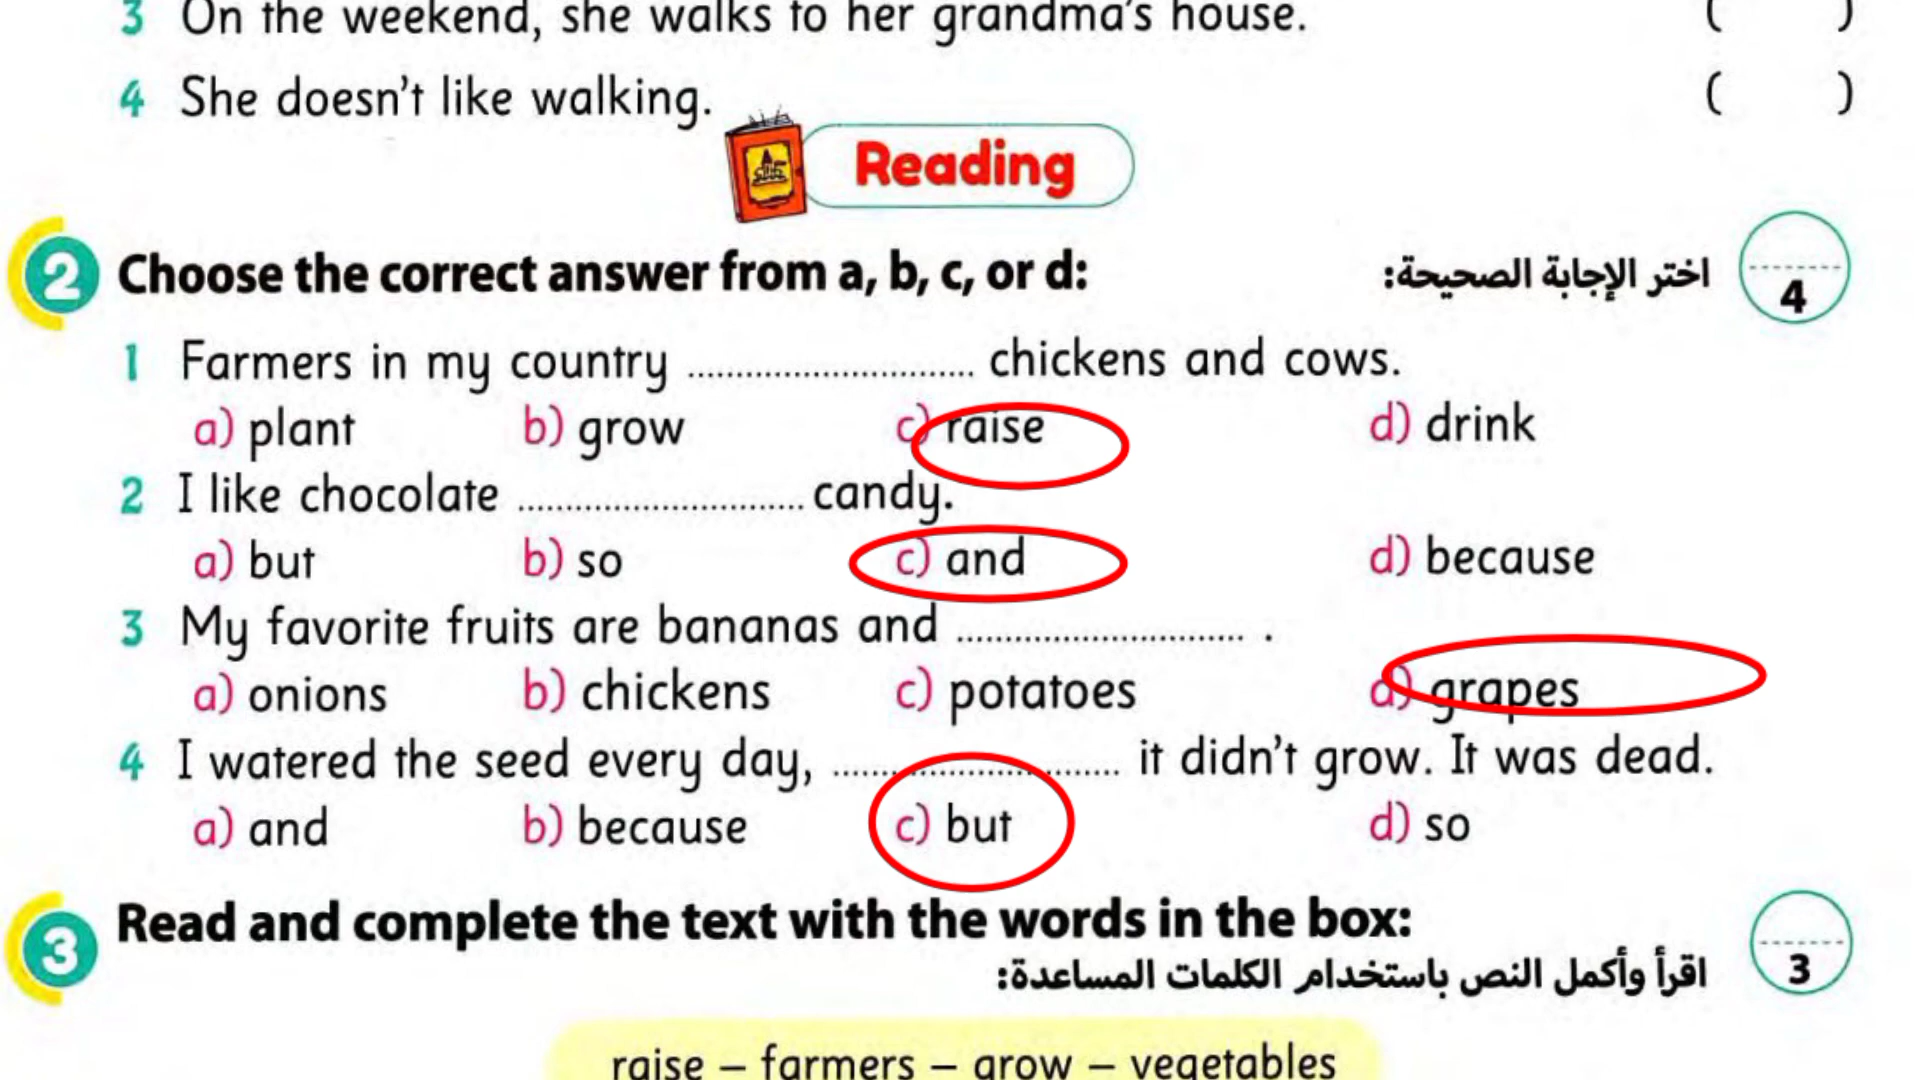 3 On the weekend, she walks to her grandma's house. ( )
4 She doesn't like walking. ( )
Reading
2 Choose the correct answer from a, b, c, or d: اختر الإجابة الصحيحة: 4
1 Farmers in my country .............................. chickens and cows.
a) plant b) grow c) raise d) drink
2 I like chocolate .............................. candy.
a) but b) so c) and d) because
3 My favorite fruits are bananas and .............................. .
a) onions b) chickens c) potatoes d) grapes
4 I watered the seed every day, .............................. it didn't grow. It was dead.
a) and b) because c) but d) so
3 Read and complete the text with the words in the box:
اقرأ وأكمل النص باستخدام الكلمات المساعدة: 3
raise – farmers – grow – vegetables